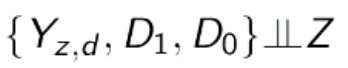 {Y_{z,d}, D_1, D_0} ⫫ Z